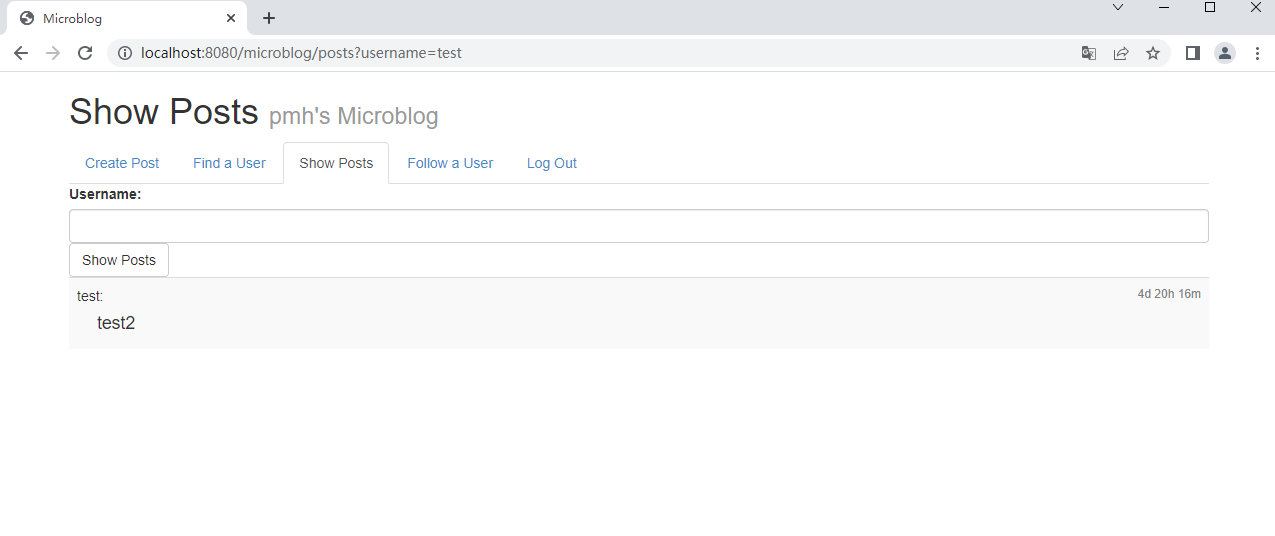 Microblog
localhost:8080/microblog/posts?username=test
Show Posts pmh's Microblog
Create Post Find a User Show Posts Follow a User Log Out
Username:
Show Posts
test: 4d 20h 16m
test2